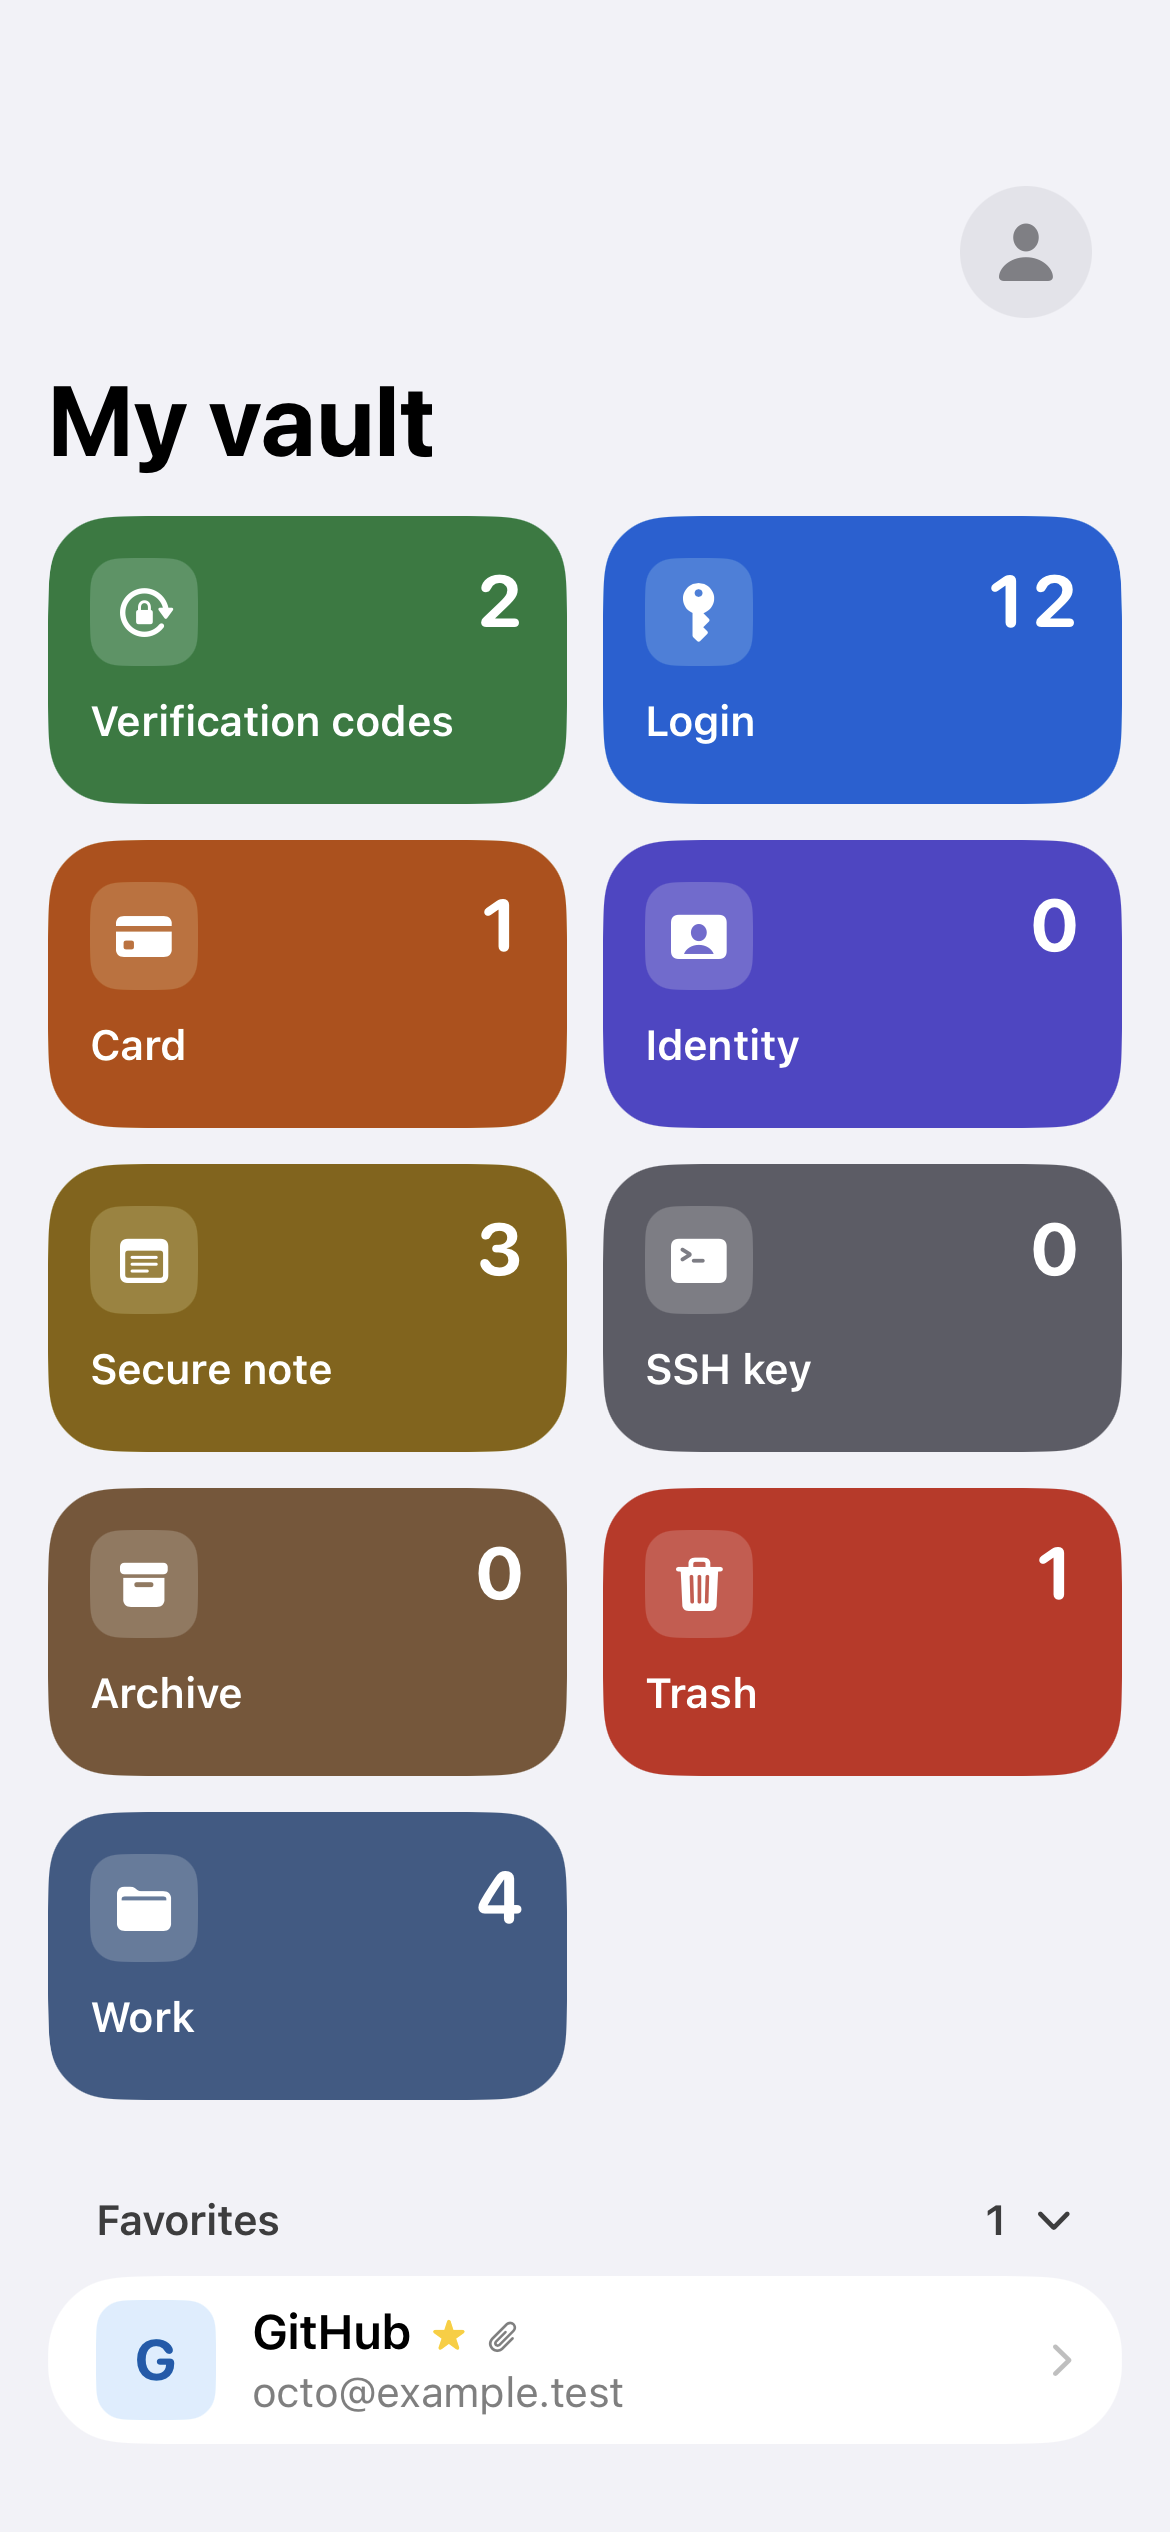 My vault
2
Verification codes
12
Login
1
Card
0
Identity
3
Secure note
0
SSH key
0
Archive
1
Trash
4
Work
Favorites 1
G
GitHub
octo@example.test